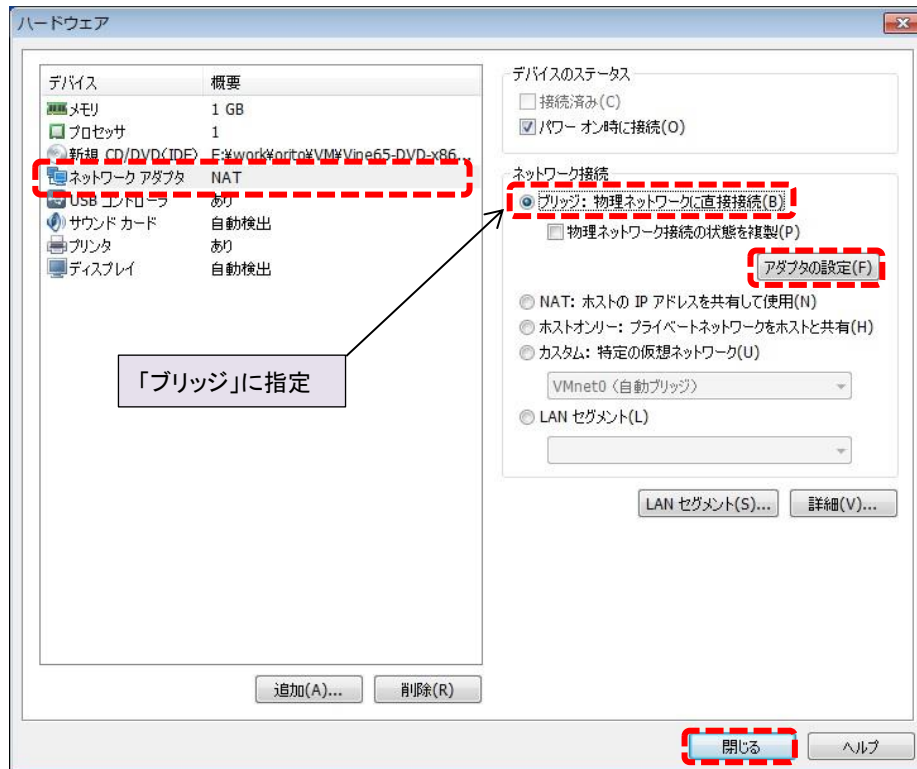 ハードウェア
デバイス 概要
メモリ 1 GB
プロセッサ 1
新規 CD/DVD(IDE) E:¥work¥orito¥VM¥Vine65-DVD-x86...
ネットワーク アダプタ NAT
USB コントローラ あり
サウンド カード 自動検出
プリンタ あり
ディスプレイ 自動検出
「ブリッジ」に指定
追加(A)... 削除(R)
デバイスのステータス
接続済み(C)
パワー オン時に接続(O)
ネットワーク接続
ブリッジ: 物理ネットワークに直接接続(B)
物理ネットワーク接続の状態を複製(P)
アダプタの設定(F)
NAT: ホストの IP アドレスを共有して使用(N)
ホストオンリー: プライベートネットワークをホストと共有(H)
カスタム: 特定の仮想ネットワーク(U)
VMnet0 (自動ブリッジ)
LAN セグメント(L)
LAN セグメント(S)... 詳細(V)...
閉じる ヘルプ